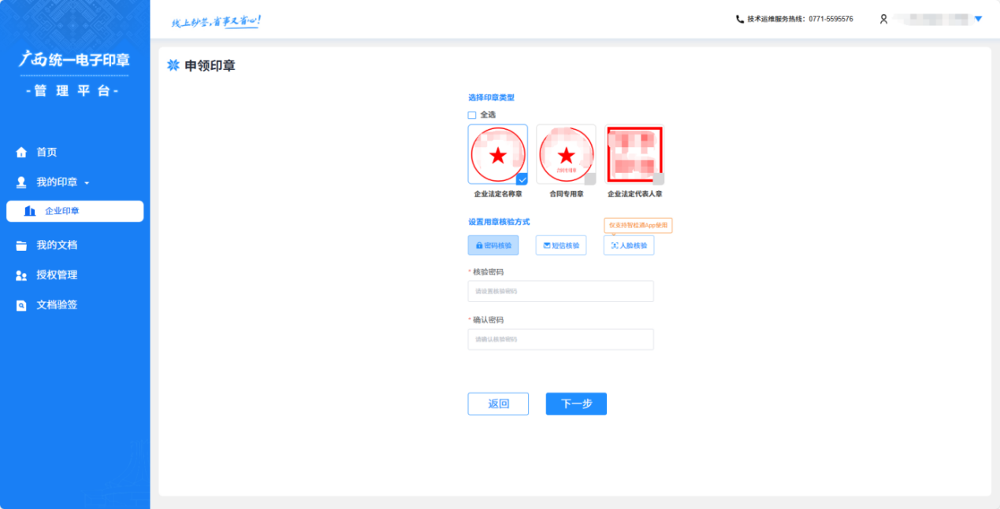 线上秒签,省事又省心!
技术运维服务热线：0771-5595576
广西统一电子印章
-管理平台-
首页
我的印章
企业印章
我的文档
授权管理
文档验签
申领印章
选择印章类型
全选
合同专用章
企业法定名称章
合同专用章
企业法定代表人章
设置用章核验方式
仅支持智桂通App使用
密码核验
短信核验
人脸核验
* 核验密码
请设置核验密码
* 确认密码
请确认核验密码
返回
下一步